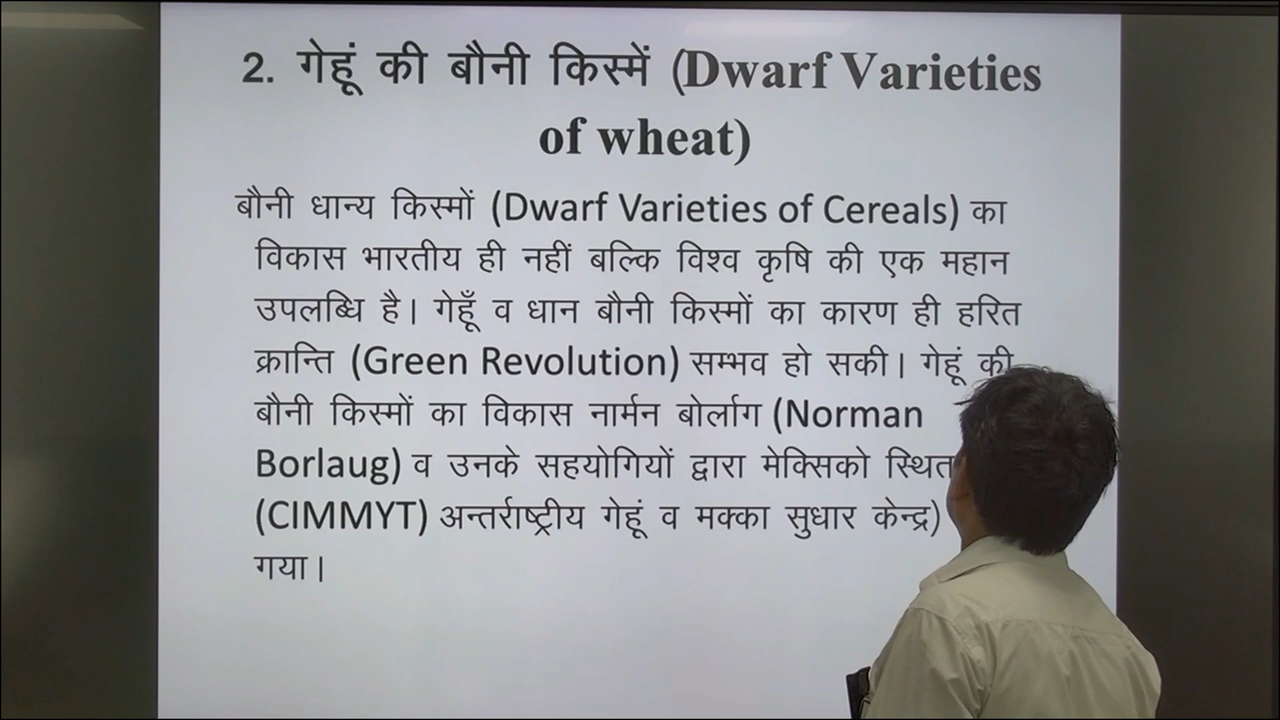 2. गेहूं की बौनी किस्में (Dwarf Varieties
of wheat)
बौनी धान्य किस्मों (Dwarf Varieties of Cereals) का
विकास भारतीय ही नहीं बल्कि विश्व कृषि की एक महान
उपलब्धि है। गेहूँ व धान बौनी किस्मों का कारण ही हरित
क्रान्ति (Green Revolution) सम्भव हो सकी। गेहूं की
बौनी किस्मों का विकास नार्मन बोर्लाग (Norman
Borlaug) व उनके सहयोगियों द्वारा मेक्सिको स्थित
(CIMMYT) अन्तर्राष्ट्रीय गेहूं व मक्का सुधार केन्द्र)
गया।